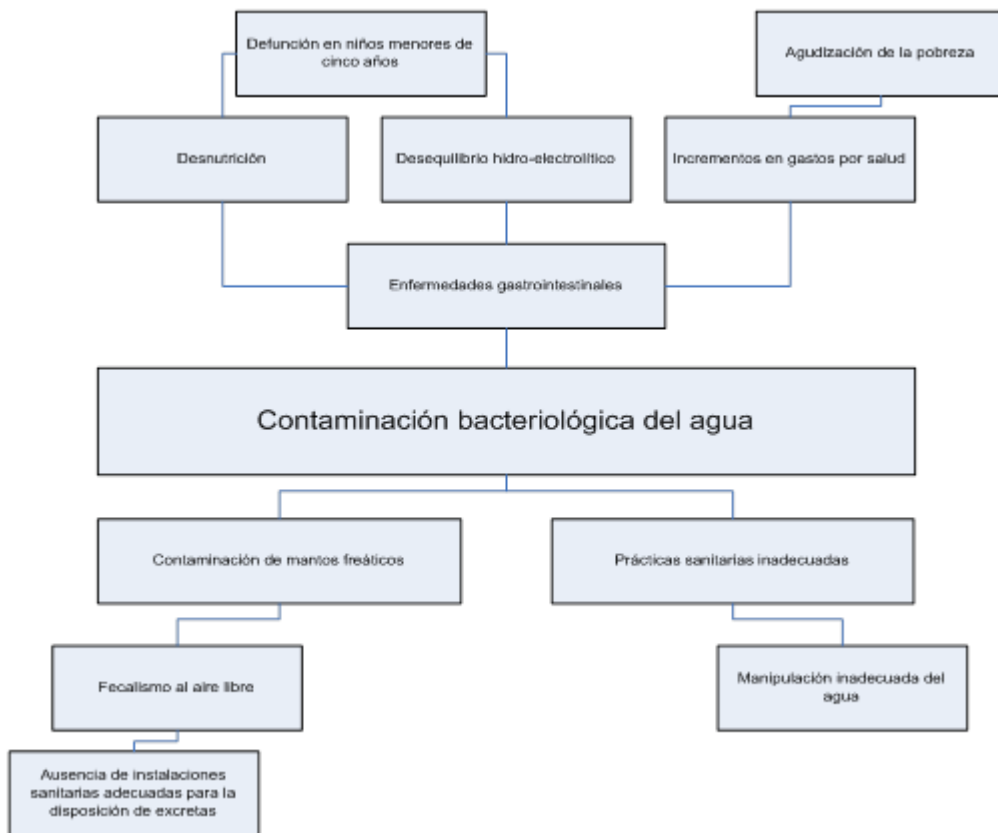 Defunción en niños menores de
cinco años
Agudización de la pobreza
Desnutrición
Desequilibrio hidro-electrolítico
Incrementos en gastos por salud
Enfermedades gastrointestinales
Contaminación bacteriológica del agua
Contaminación de mantos freáticos
Prácticas sanitarias inadecuadas
Fecalismo al aire libre
Manipulación inadecuada del
agua
Ausencia de instalaciones
sanitarias adecuadas para la
disposición de excretas